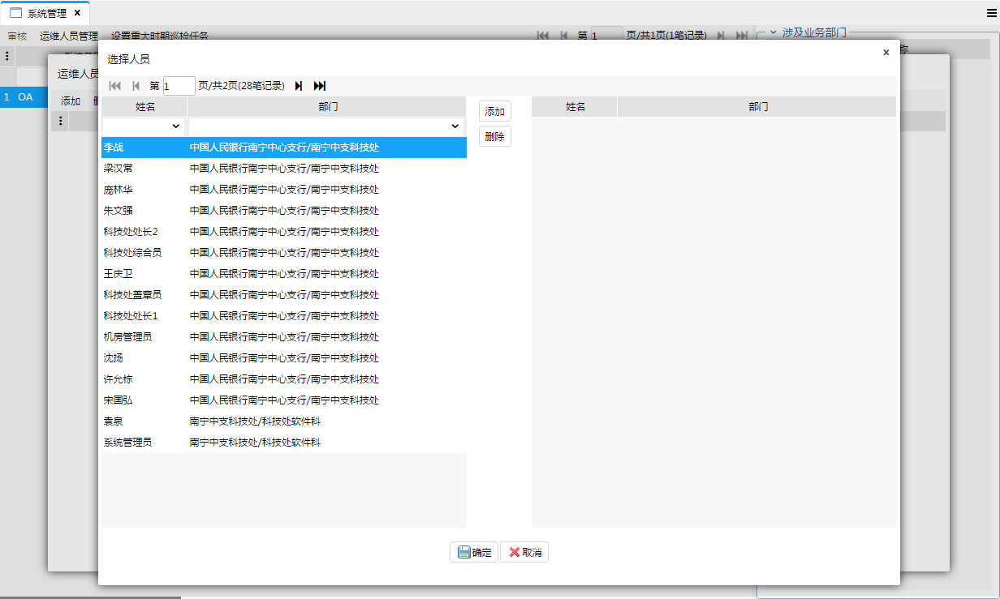 系统管理 ×
审核 运维人员管理 设置重大时期巡检任务 第 1 页/共1页(1笔记录) 涉及业务部门
称
运维人员
1 OA
添加
选择人员 ×
第 1 页/共2页(28笔记录)
姓名 部门
添加
姓名 部门
删除
李战 中国人民银行南宁中心支行/南宁中支科技处
梁汉常 中国人民银行南宁中心支行/南宁中支科技处
庞林华 中国人民银行南宁中心支行/南宁中支科技处
朱文强 中国人民银行南宁中心支行/南宁中支科技处
科技处处长2 中国人民银行南宁中心支行/南宁中支科技处
科技处综合员 中国人民银行南宁中心支行/南宁中支科技处
王庆卫 中国人民银行南宁中心支行/南宁中支科技处
科技处盖章员 中国人民银行南宁中心支行/南宁中支科技处
科技处处长1 中国人民银行南宁中心支行/南宁中支科技处
机房管理员 中国人民银行南宁中心支行/南宁中支科技处
沈扬 中国人民银行南宁中心支行/南宁中支科技处
许允栋 中国人民银行南宁中心支行/南宁中支科技处
宋国弘 中国人民银行南宁中心支行/南宁中支科技处
袁泉 南宁中支科技处/科技处软件科
系统管理员 南宁中支科技处/科技处软件科
确定 取消